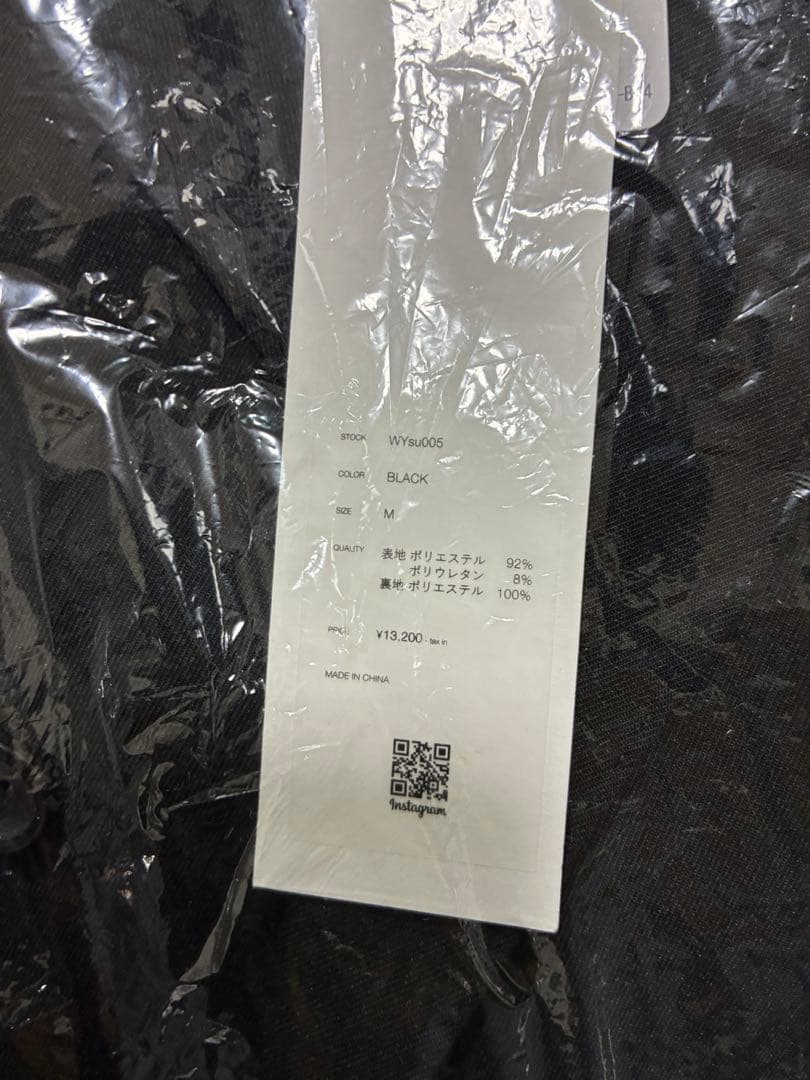 STOCK WYsu005
COLOR BLACK
SIZE M
QUALITY 表地 ポリエステル 92%
ポリウレタン 8%
裏地 ポリエステル 100%
¥13,200 - tax in
MADE IN CHINA
Instagram